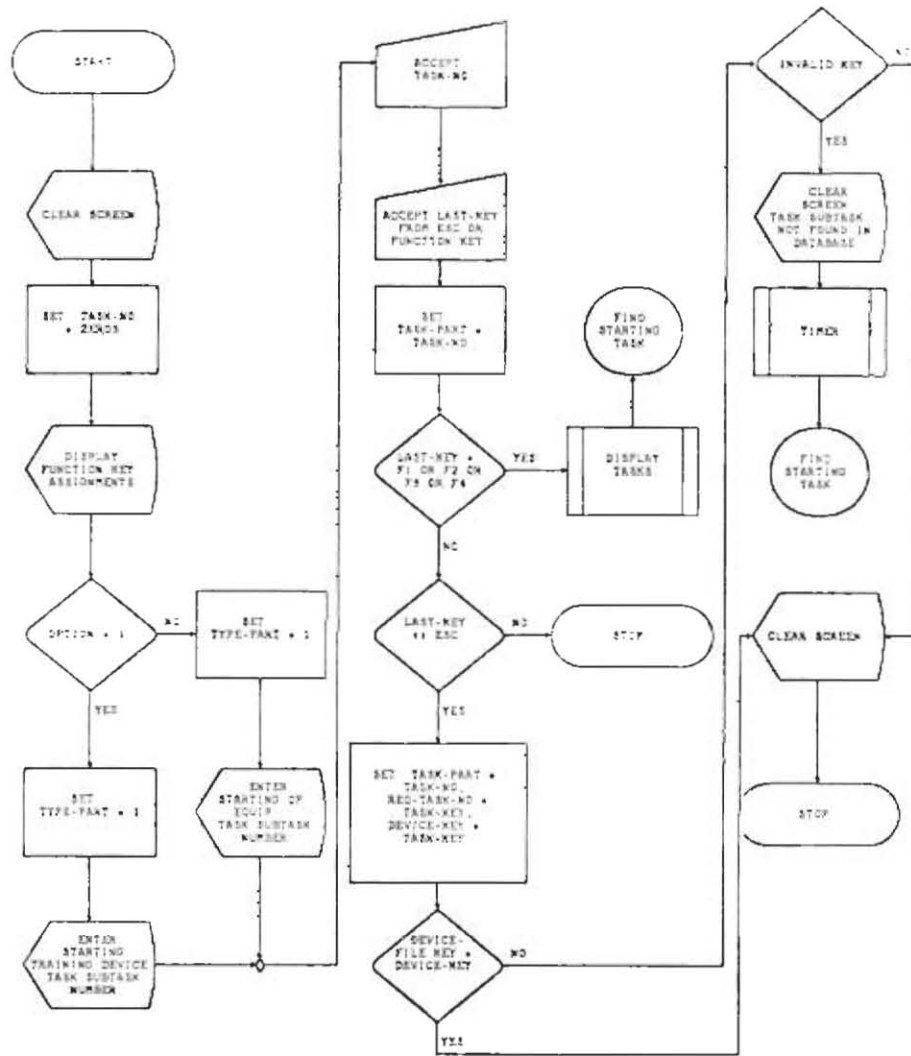 START
CLEAR SCREEN
SET TASK-NO
= ZEROS
DISPLAY
FUNCTION KEY
ASSIGNMENTS
OPTION = 1
NO
SET
TYPE-PART = 1
YES
SET
TYPE-PART = 1
ENTER
STARTING OF
EQUIP
TASK SUBTASK
NUMBER
ENTER
STARTING
TRAINING DEVICE
TASK SUBTASK
NUMBER
ACCEPT
TASK-NO
ACCEPT LAST-KEY
FROM ESC OR
FUNCTION KEY
SET
TASK-PART =
TASK-NO
LAST-KEY =
F1 OR F2 OR
F3 OR F4
YES
DISPLAY
TASKS
FIND
STARTING
TASK
NO
LAST-KEY
ESC
NO
STOP
YES
SET TASK-PART =
TASK-NO,
REQ-TASK-NO =
TASK-KEY,
DEVICE-KEY =
TASK-KEY
DEVICE-
FILE KEY =
DEVICE-KEY
NO
YES
INVALID KEY
NO
YES
CLEAR
SCREEN
TASK SUBTASK
NOT FOUND IN
DATABASE
TIMER
FIND
STARTING
TASK
CLEAR SCREEN
STOP